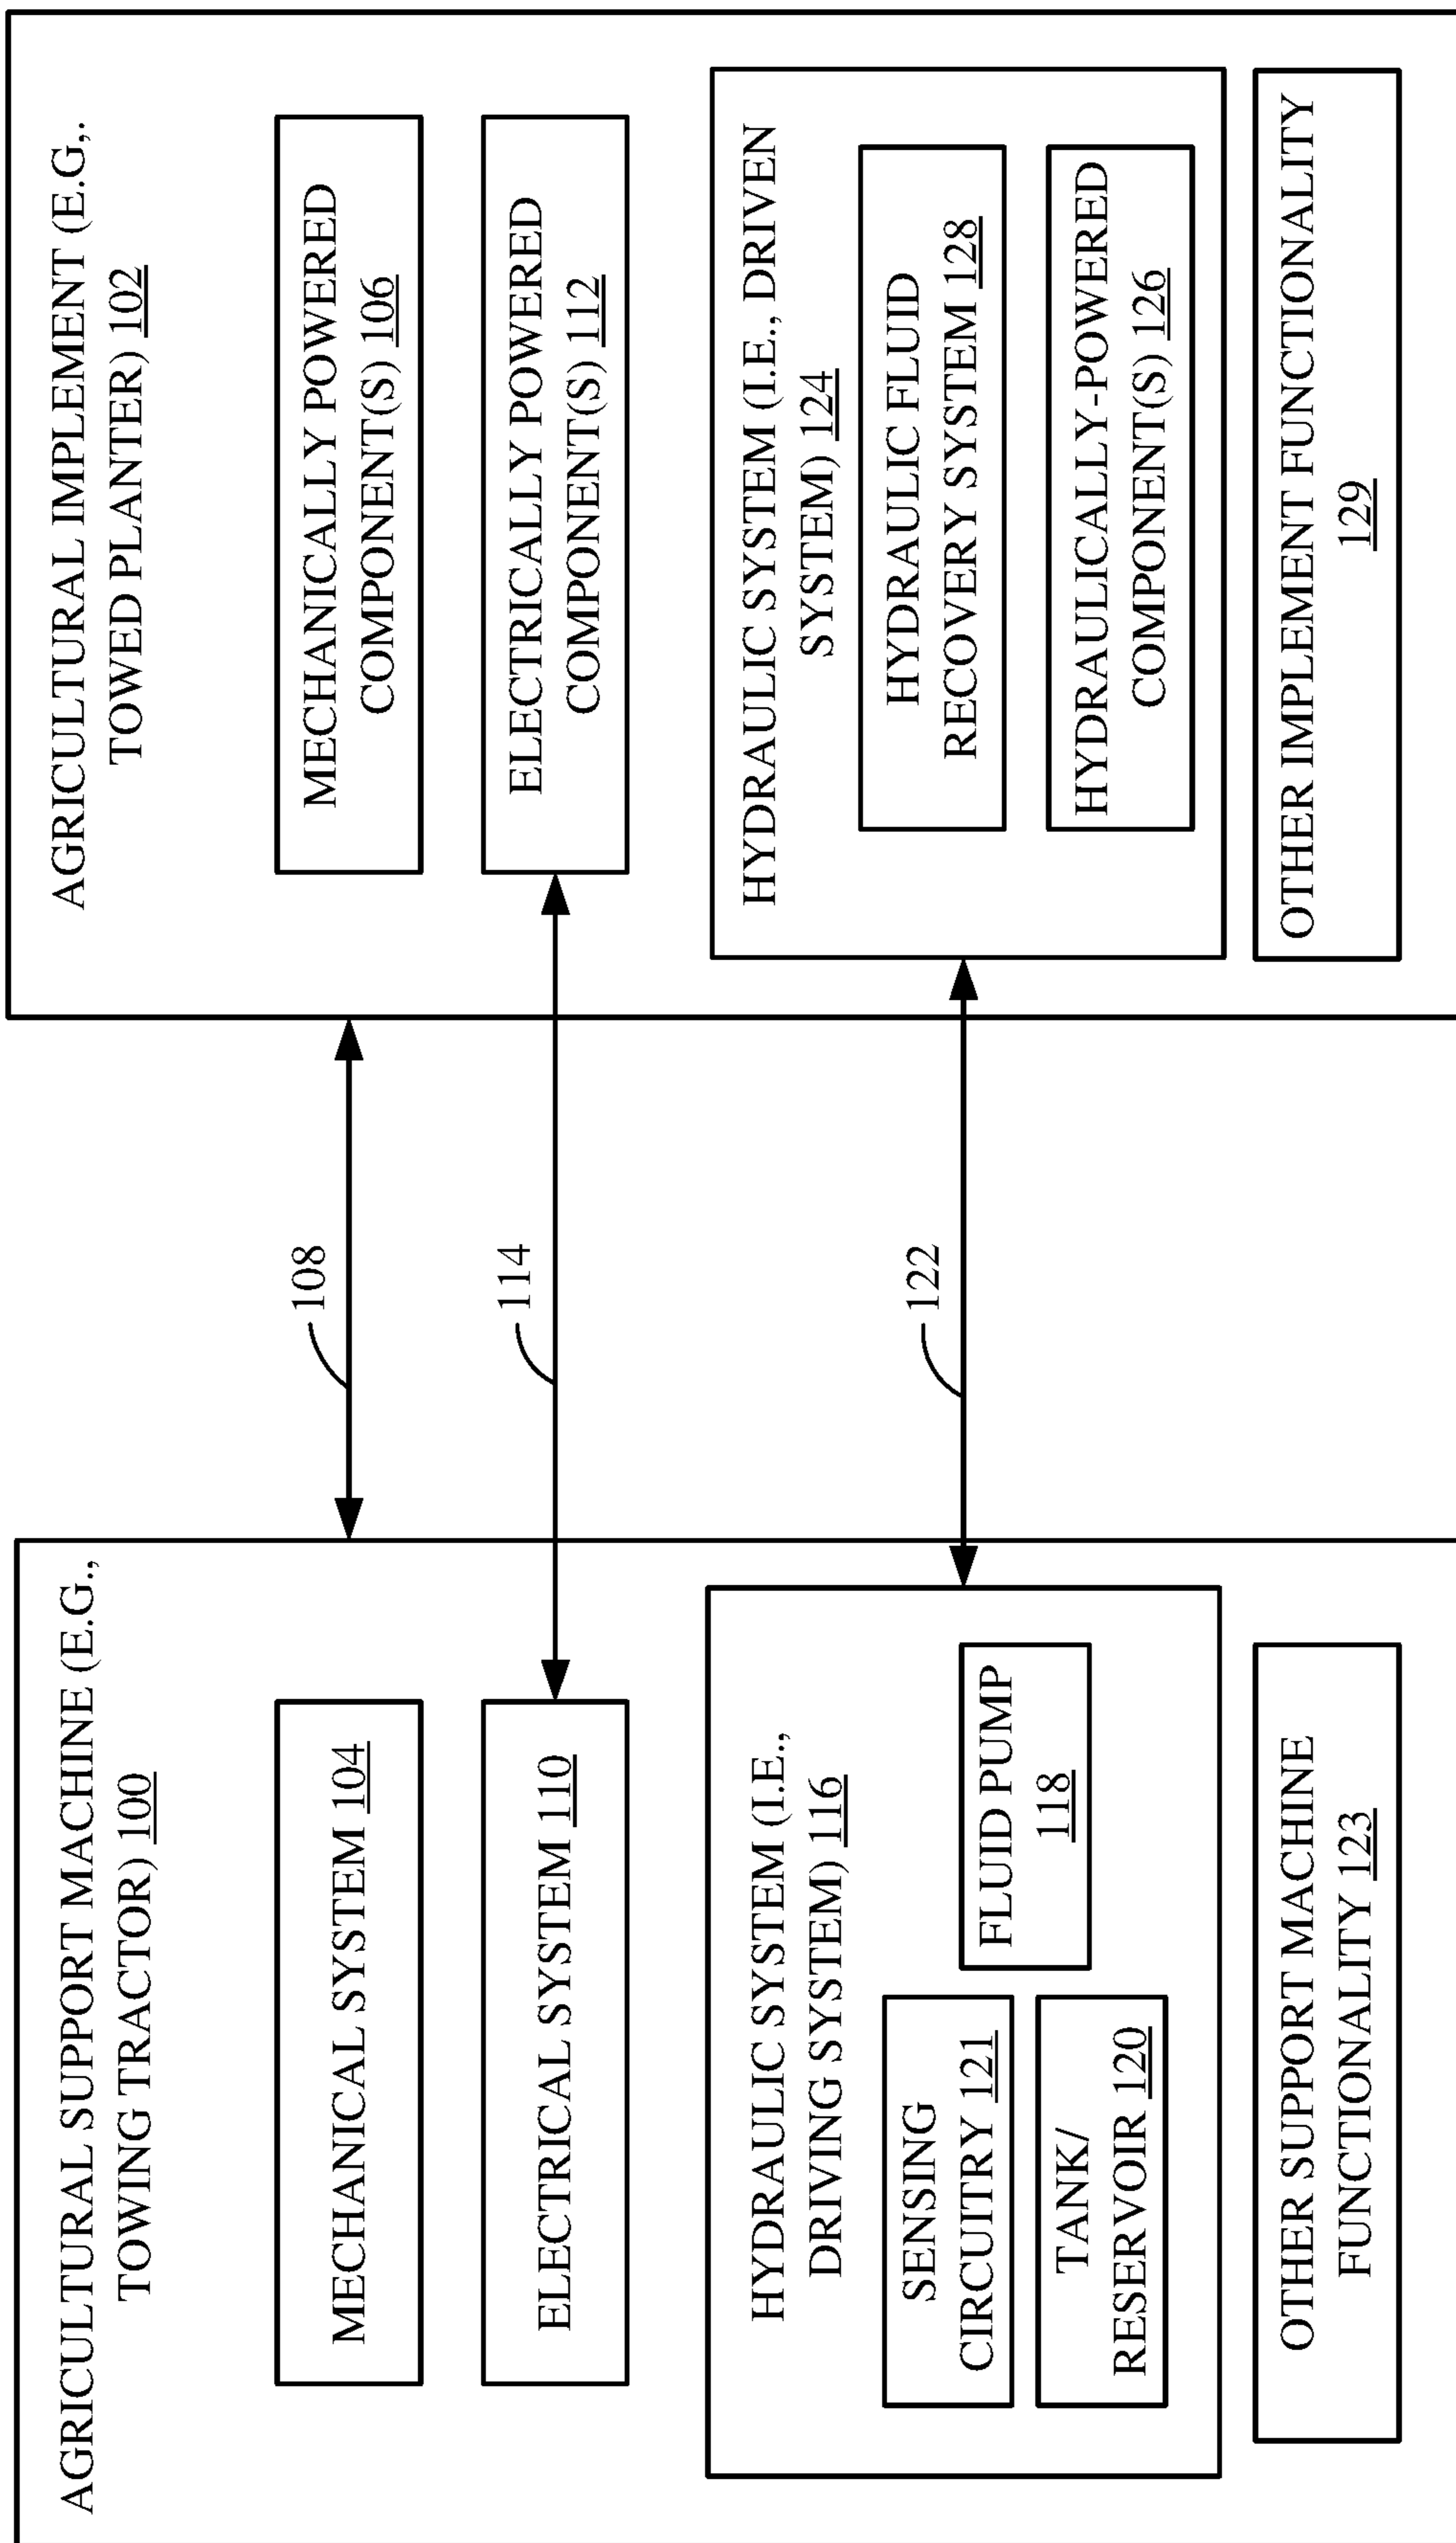 AGRICULTURAL SUPPORT MACHINE (E.G.,
TOWING TRACTOR) 100
MECHANICAL SYSTEM 104
ELECTRICAL SYSTEM 110
HYDRAULIC SYSTEM (I.E.,
DRIVING SYSTEM) 116
SENSING
CIRCUITRY 121
TANK/
RESERVOIR 120
FLUID PUMP
118
OTHER SUPPORT MACHINE
FUNCTIONALITY 123
108
114
122
AGRICULTURAL IMPLEMENT (E.G,.
TOWED PLANTER) 102
MECHANICALLY POWERED
COMPONENT(S) 106
ELECTRICALLY POWERED
COMPONENT(S) 112
HYDRAULIC SYSTEM (I.E., DRIVEN
SYSTEM) 124
HYDRAULIC FLUID
RECOVERY SYSTEM 128
HYDRAULICALLY-POWERED
COMPONENT(S) 126
OTHER IMPLEMENT FUNCTIONALITY
129